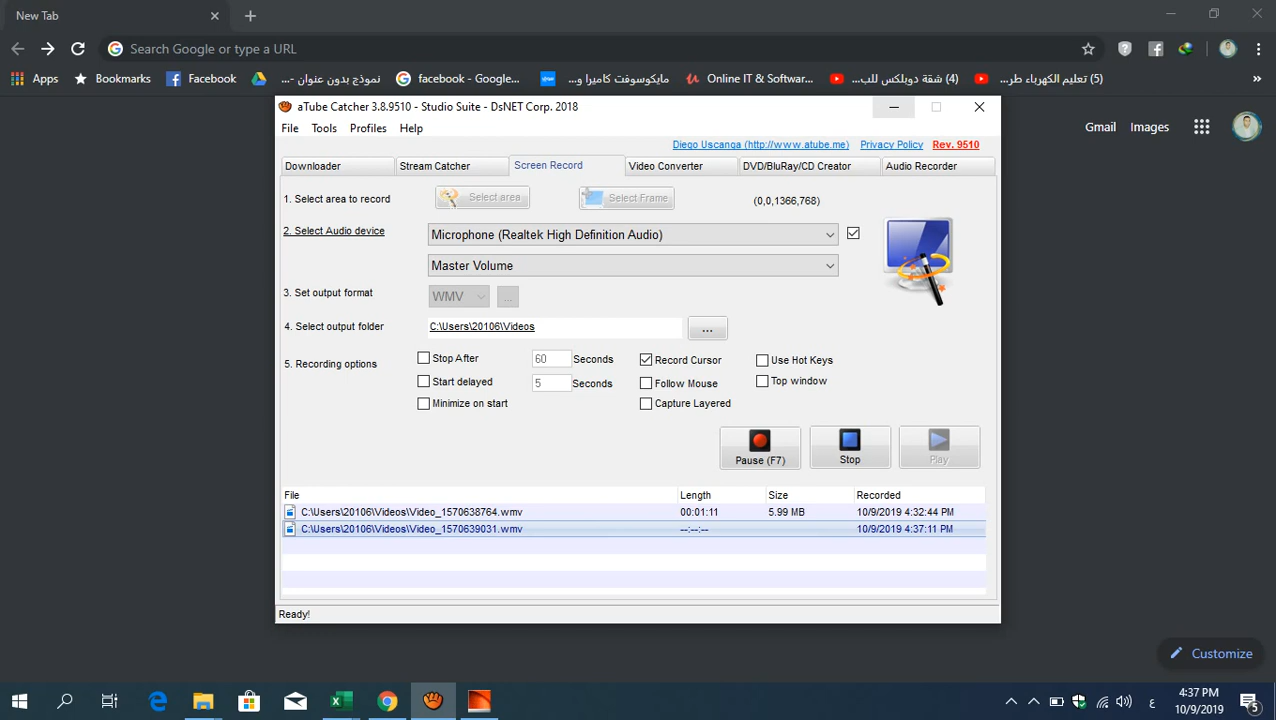 New Tab
Search Google or type a URL
Apps Bookmarks Facebook نموذج بدون عنوان -... facebook - Google... مايكوسوفت كاميرا و... Online IT & Softwar... (4) شقة دوبلكس للب... (5) تعليم الكهرباء طر... »
Gmail Images
aTube Catcher 3.8.9510 - Studio Suite - DsNET Corp. 2018
File Tools Profiles Help
Diego Uscanga (http://www.atube.me) Privacy Policy Rev. 9510
Downloader Stream Catcher Screen Record Video Converter DVD/BluRay/CD Creator Audio Recorder
1. Select area to record Select area Select Frame (0,0,1366,768)
2. Select Audio device Microphone (Realtek High Definition Audio)
Master Volume
3. Set output format WMV ...
4. Select output folder C:\Users\20106\Videos ...
5. Recording options Stop After 60 Seconds Record Cursor Use Hot Keys
Start delayed 5 Seconds Follow Mouse Top window
Minimize on start Capture Layered
Pause (F7) Stop Play
File Length Size Recorded
C:\Users\20106\Videos\Video_1570638764.wmv 00:01:11 5.99 MB 10/9/2019 4:32:44 PM
C:\Users\20106\Videos\Video_1570639031.wmv --:--:-- 10/9/2019 4:37:11 PM
Ready!
Customize
ع 4:37 PM
10/9/2019 5